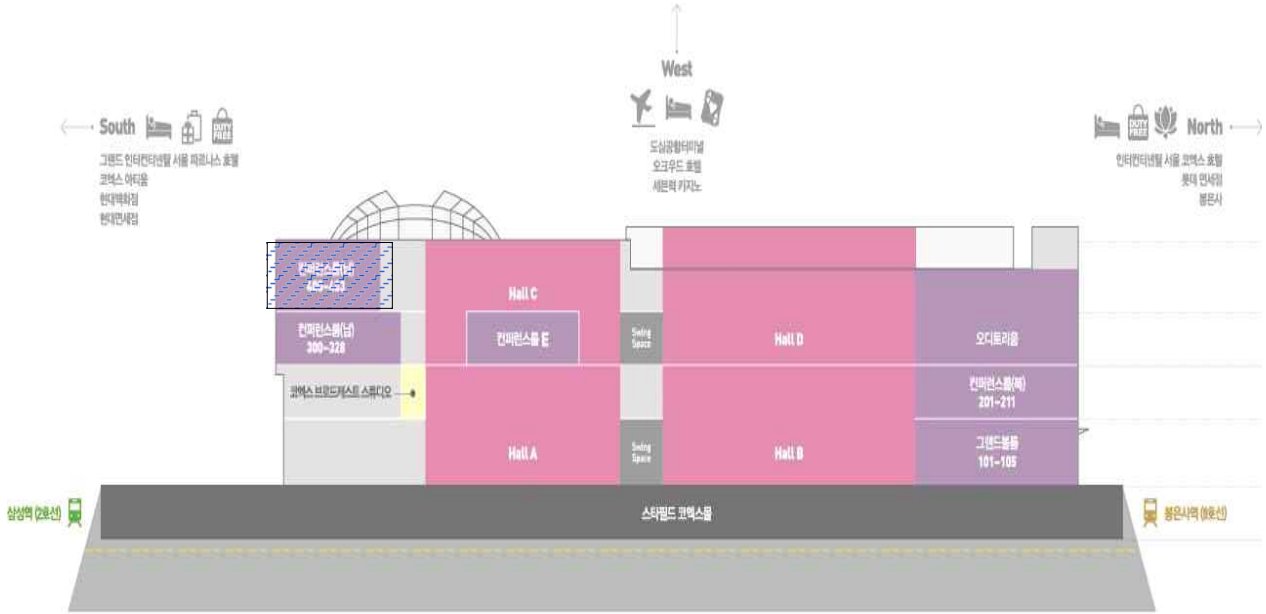 West
South
DUTY FREE
DUTY FREE
North
그랜드 인터컨티넨탈 서울 파르나스 호텔
코엑스 아티움
현대백화점
현대면세점
도심공항터미널
오크우드 호텔
세븐럭 카지노
인터컨티넨탈 서울 코엑스 호텔
롯데 면세점
봉은사
컨퍼런스룸(남)
Hall C
컨퍼런스룸(남)
300~328
컨퍼런스룸 E
Swing
Space
Hall D
오디토리움
코엑스 브로드캐스트 스튜디오
컨퍼런스룸(북)
201~211
Hall A
Swing
Space
Hall B
그랜드볼룸
101~105
삼성역 (2호선)
스타필드 코엑스몰
봉은사역 (9호선)